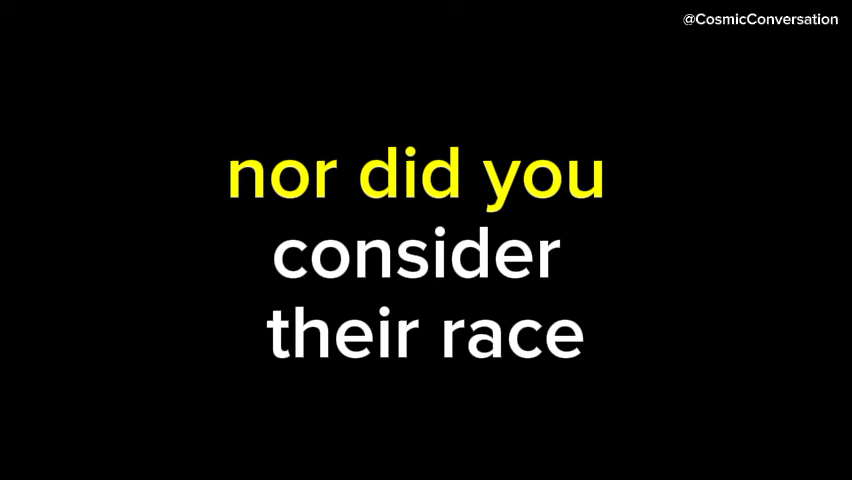 @CosmicConversation
nor did you
consider
their race